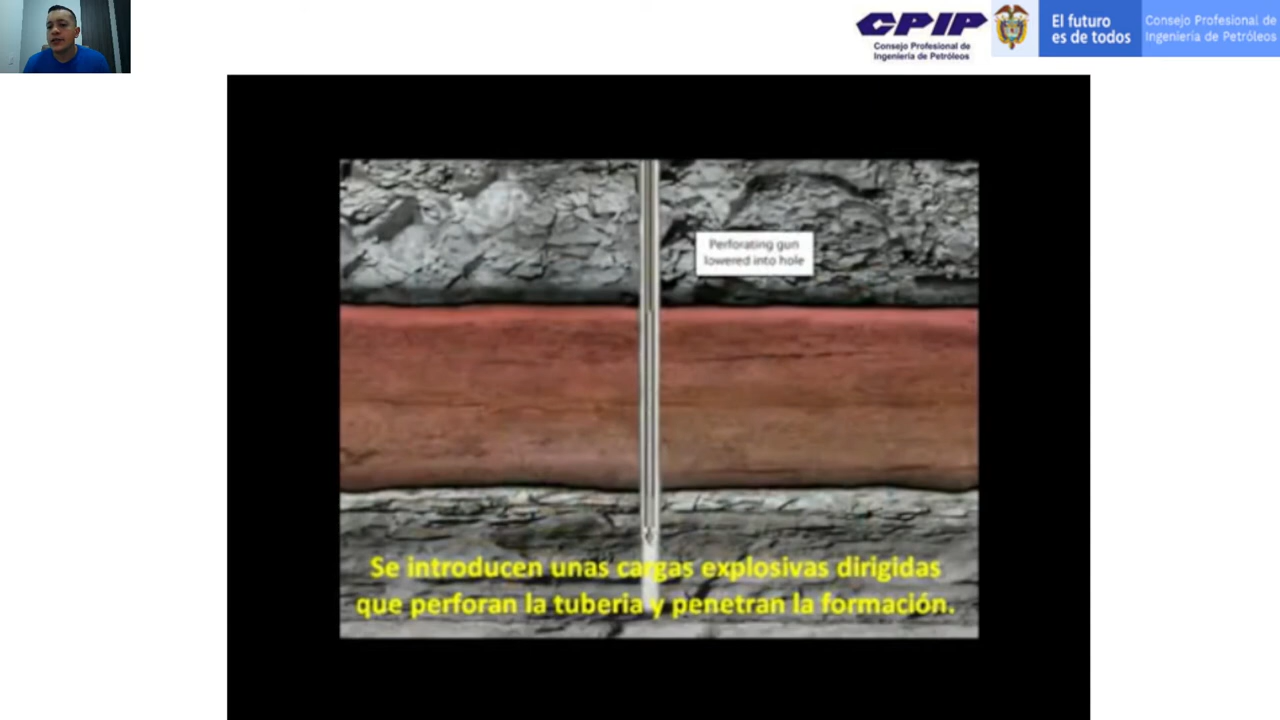 CPIP
Consejo Profesional de
Ingeniería de Petróleos
El futuro
es de todos
Consejo Profesional de
Ingeniería de Petróleos
Perforating gun
lowered into hole
Se introducen unas cargas explosivas dirigidas
que perforan la tuberia y penetran la formación.